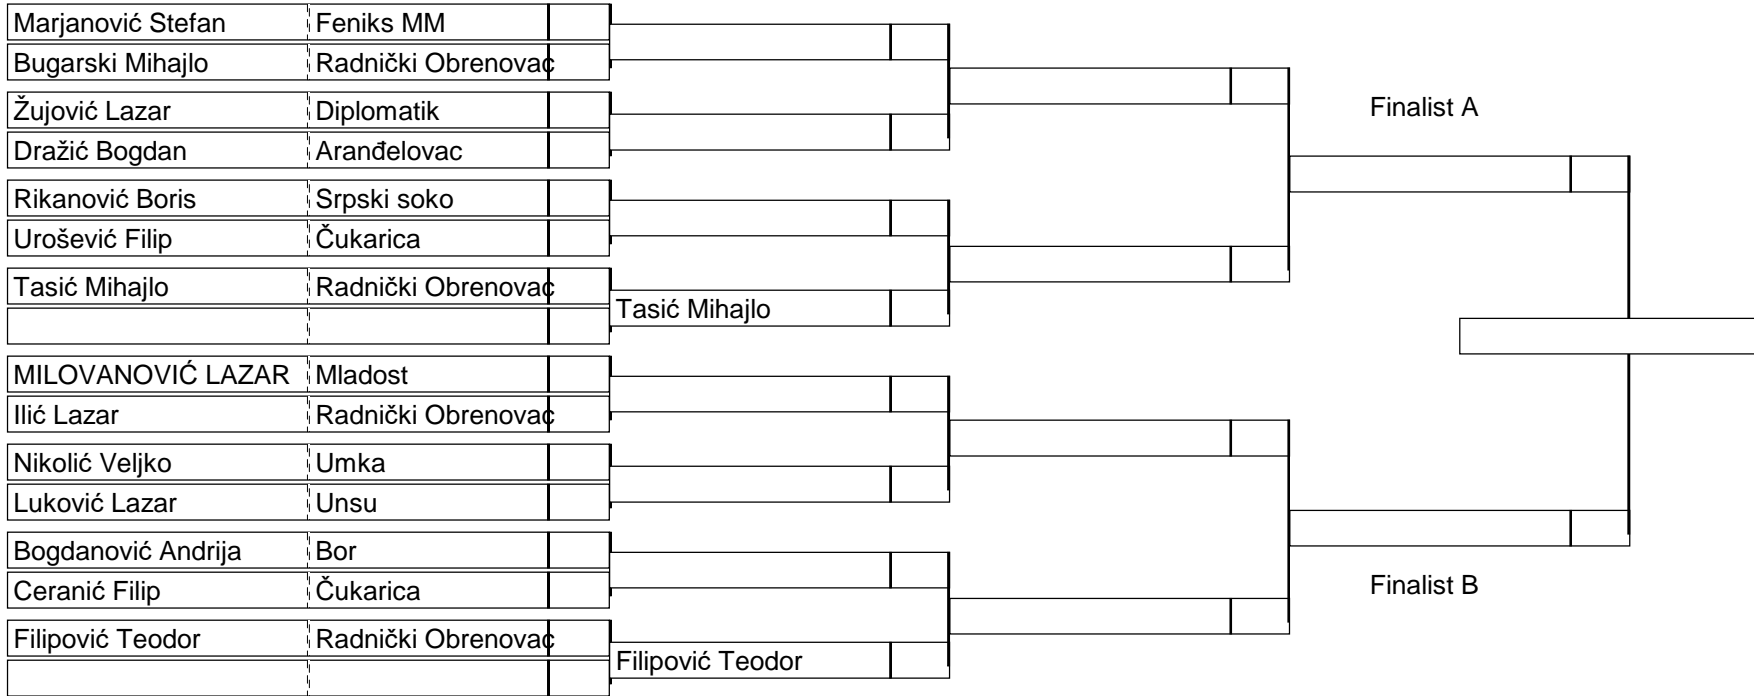 Marjanović Stefan Feniks MM
Bugarski Mihajlo Radnički Obrenovac
Žujović Lazar Diplomatik
Finalist A
Dražić Bogdan Aranđelovac
Rikanović Boris Srpski soko
Urošević Filip Čukarica
Tasić Mihajlo Radnički Obrenovac
Tasić Mihajlo
MILOVANOVIĆ LAZAR Mladost
Ilić Lazar Radnički Obrenovac
Nikolić Veljko Umka
Luković Lazar Unsu
Bogdanović Andrija Bor
Ceranić Filip Čukarica
Finalist B
Filipović Teodor Radnički Obrenovac
Filipović Teodor